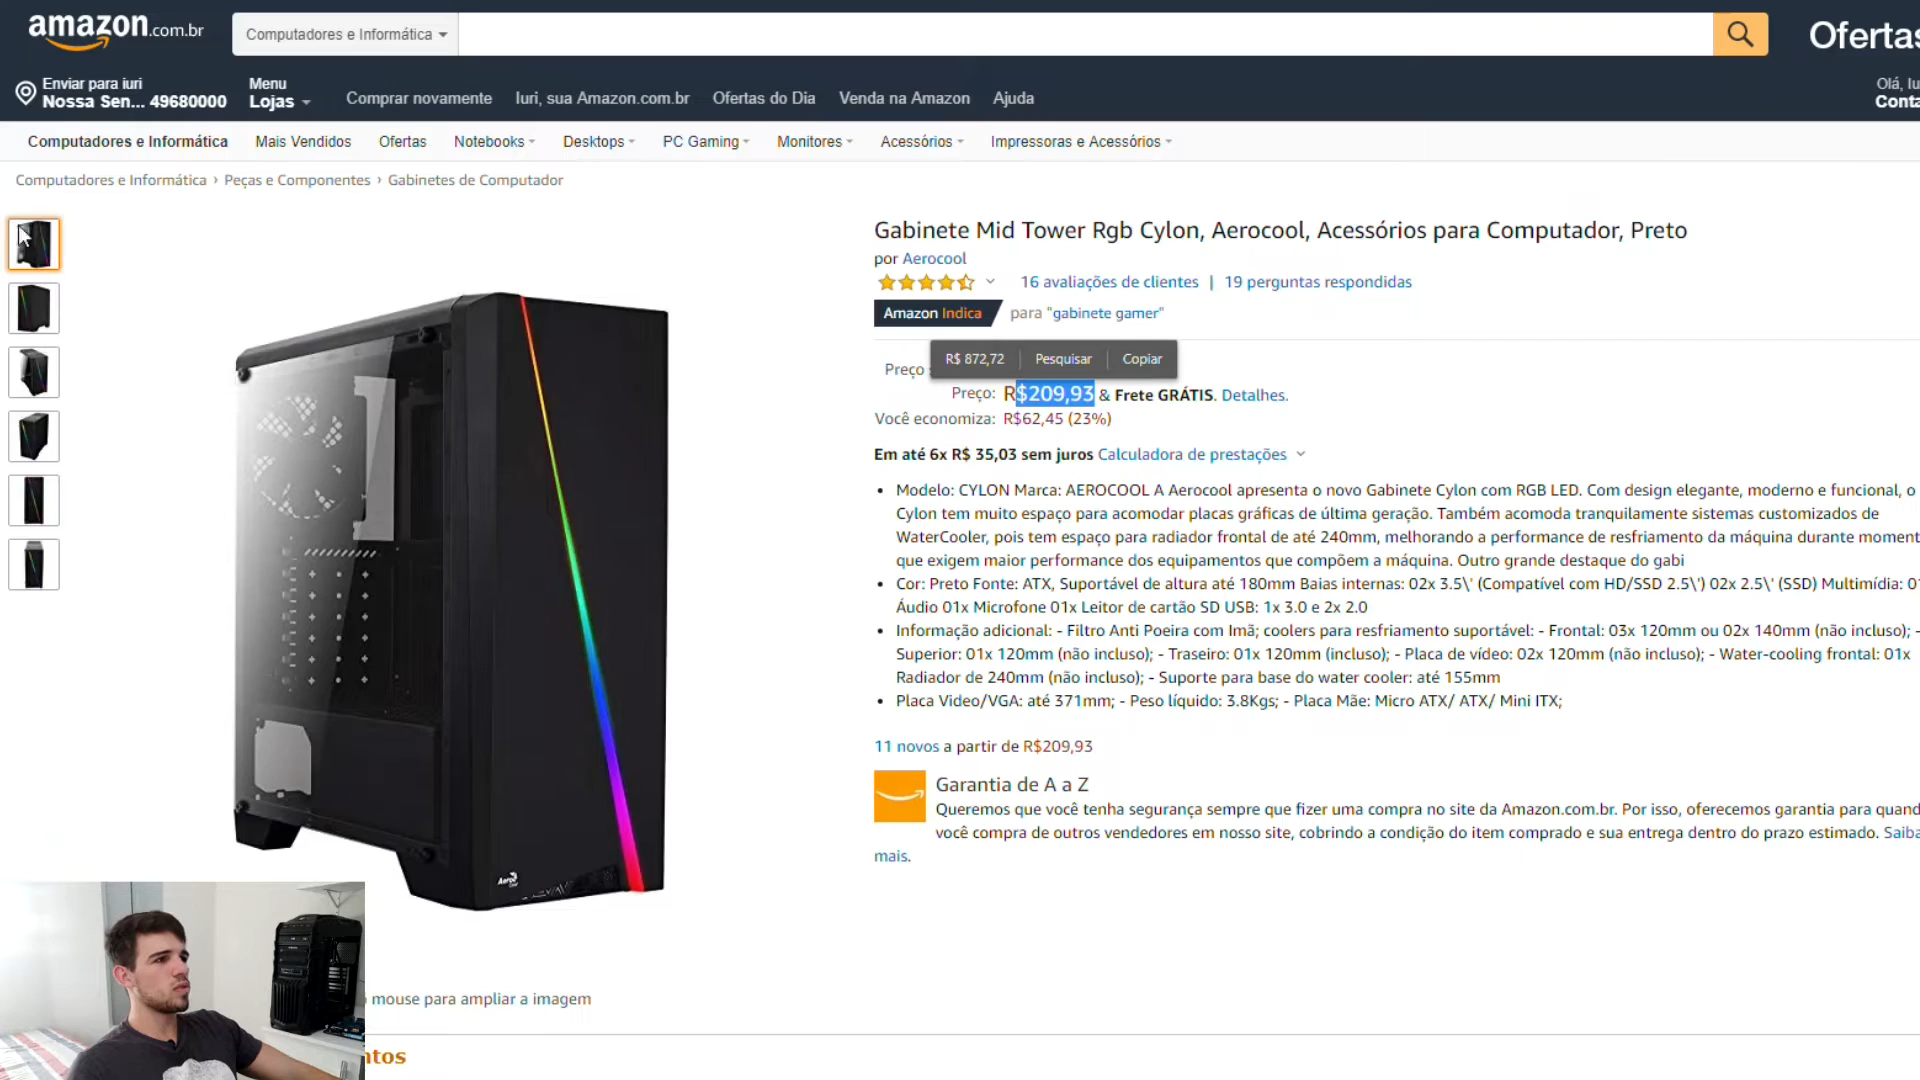 amazon.com.br
Computadores e Informática
Ofertas
Enviar para iuri
Nossa Sen... 49680000
Menu
Lojas
Comprar novamente
Iuri, sua Amazon.com.br
Ofertas do Dia
Venda na Amazon
Ajuda
Olá, Iu
Conta
Computadores e Informática
Mais Vendidos
Ofertas
Notebooks
Desktops
PC Gaming
Monitores
Acessórios
Impressoras e Acessórios
Computadores e Informática › Peças e Componentes › Gabinetes de Computador
Gabinete Mid Tower Rgb Cylon, Aerocool, Acessórios para Computador, Preto
por Aerocool
16 avaliações de clientes | 19 perguntas respondidas
Amazon Indica para "gabinete gamer"
R$ 872,72 Pesquisar Copiar
Preço
Preço: R$209,93 & Frete GRÁTIS. Detalhes.
Você economiza: R$62,45 (23%)
Em até 6x R$ 35,03 sem juros Calculadora de prestações
• Modelo: CYLON Marca: AEROCOOL A Aerocool apresenta o novo Gabinete Cylon com RGB LED. Com design elegante, moderno e funcional, o
Cylon tem muito espaço para acomodar placas gráficas de última geração. Também acomoda tranquilamente sistemas customizados de
WaterCooler, pois tem espaço para radiador frontal de até 240mm, melhorando a performance de resfriamento da máquina durante moment
que exigem maior performance dos equipamentos que compõem a máquina. Outro grande destaque do gabi
• Cor: Preto Fonte: ATX, Suportável de altura até 180mm Baias internas: 02x 3.5\' (Compatível com HD/SSD 2.5\') 02x 2.5\' (SSD) Multimídia: 01
Áudio 01x Microfone 01x Leitor de cartão SD USB: 1x 3.0 e 2x 2.0
• Informação adicional: - Filtro Anti Poeira com Imã; coolers para resfriamento suportável: - Frontal: 03x 120mm ou 02x 140mm (não incluso); -
Superior: 01x 120mm (não incluso); - Traseiro: 01x 120mm (incluso); - Placa de vídeo: 02x 120mm (não incluso); - Water-cooling frontal: 01x
Radiador de 240mm (não incluso); - Suporte para base do water cooler: até 155mm
• Placa Video/VGA: até 371mm; - Peso líquido: 3.8Kgs; - Placa Mãe: Micro ATX/ ATX/ Mini ITX;
11 novos a partir de R$209,93
Garantia de A a Z
Queremos que você tenha segurança sempre que fizer uma compra no site da Amazon.com.br. Por isso, oferecemos garantia para quand
você compra de outros vendedores em nosso site, cobrindo a condição do item comprado e sua entrega dentro do prazo estimado. Saiba
mais.
Aero
cool
mouse para ampliar a imagem
ntos